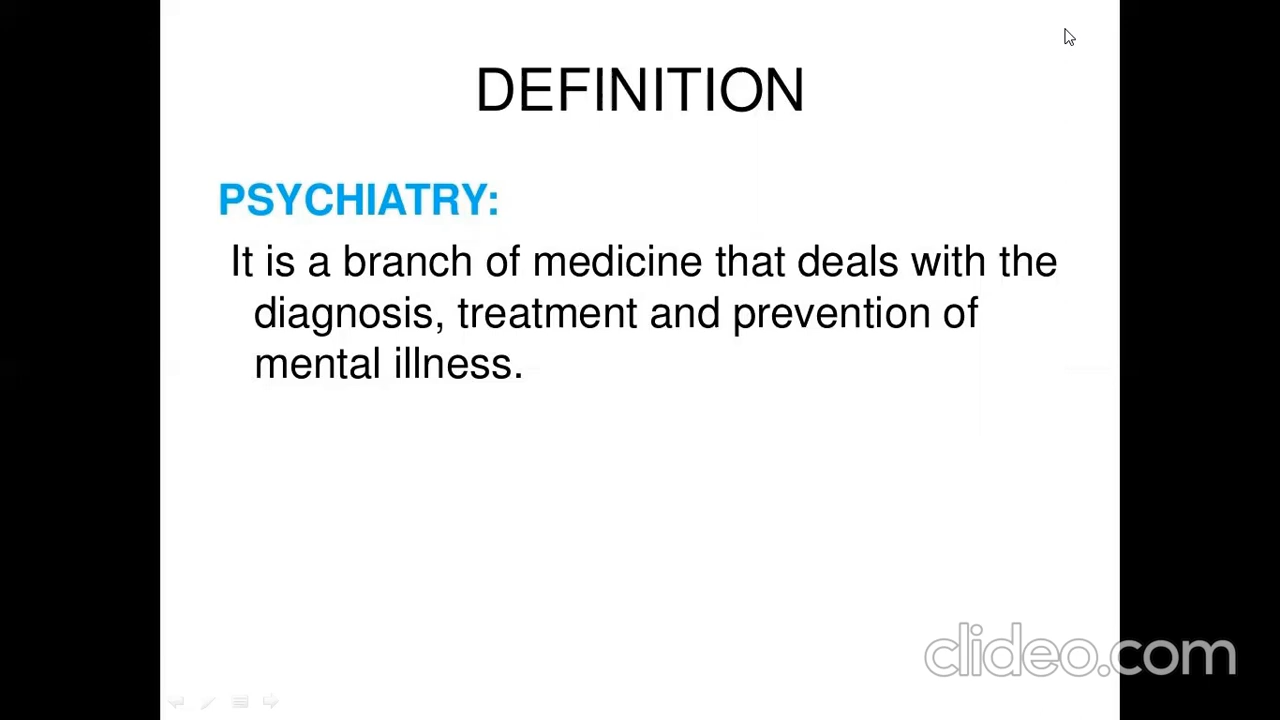 DEFINITION
PSYCHIATRY:
It is a branch of medicine that deals with the
diagnosis, treatment and prevention of
mental illness.
clideo.com